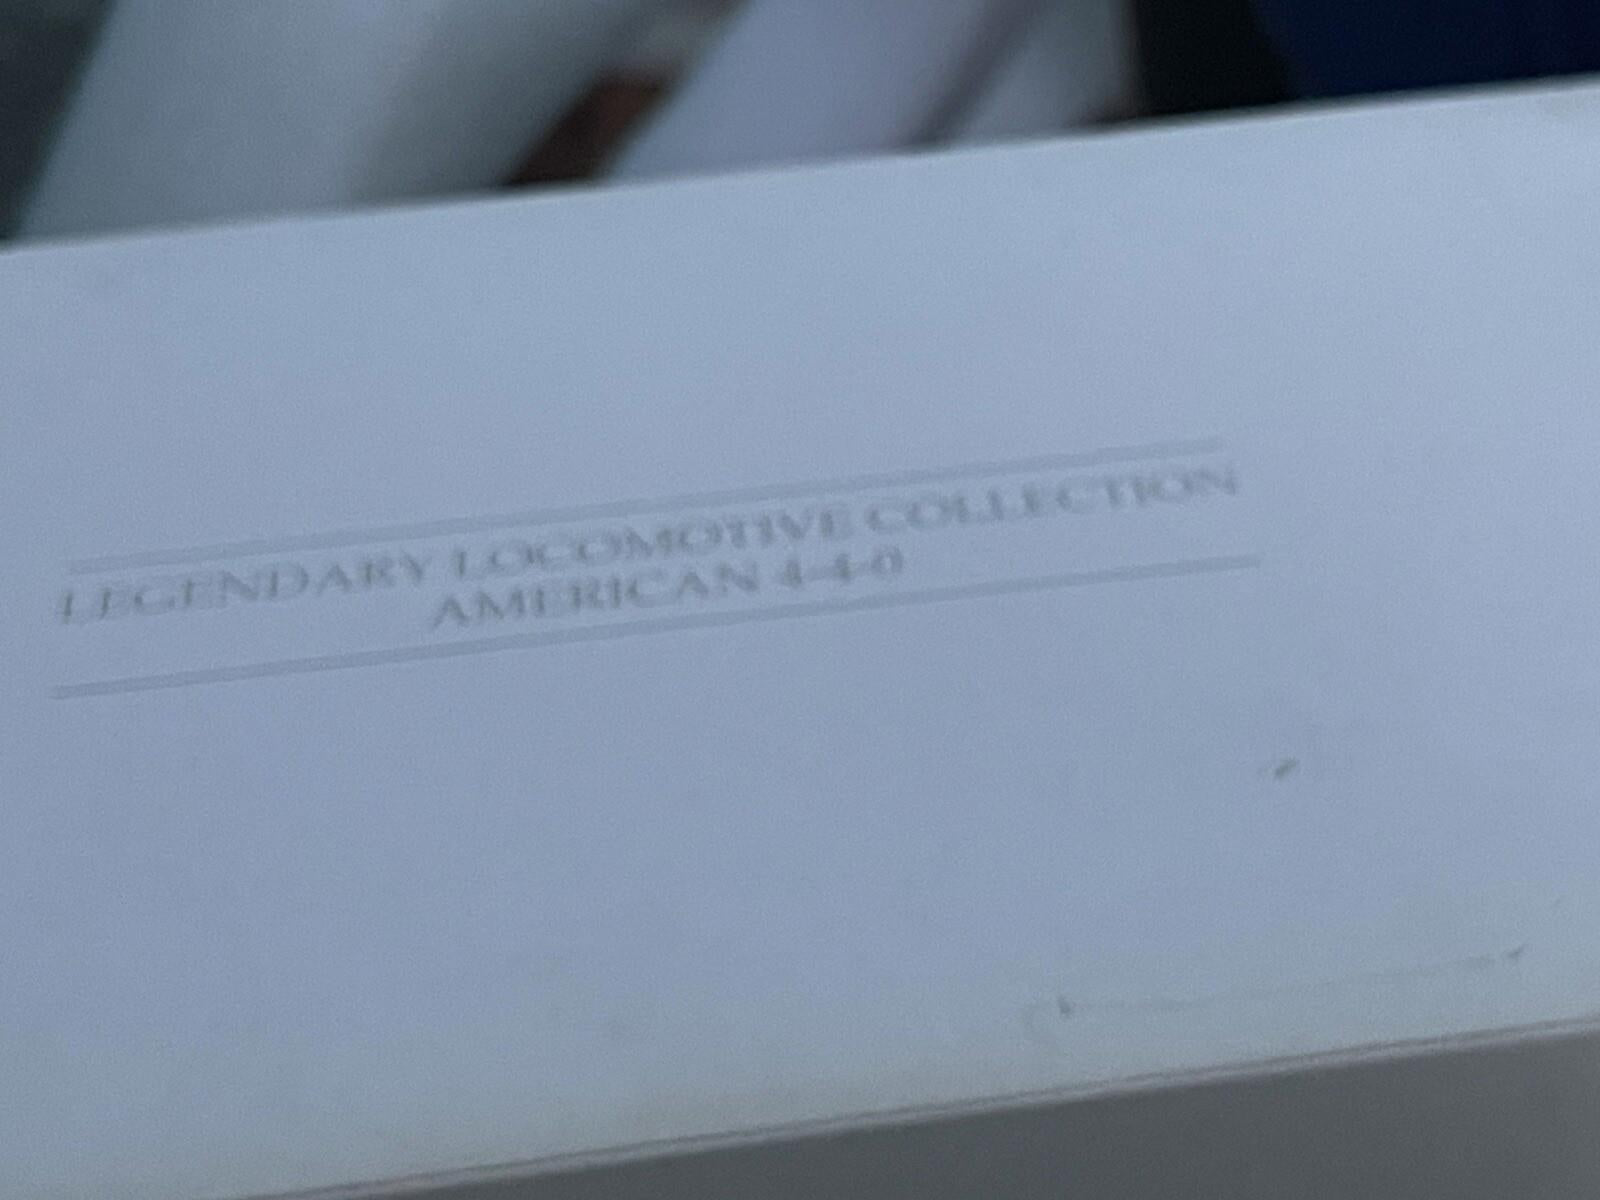 LEGENDARY LOCOMOTIVE COLLECTION
AMERICAN 4-4-0